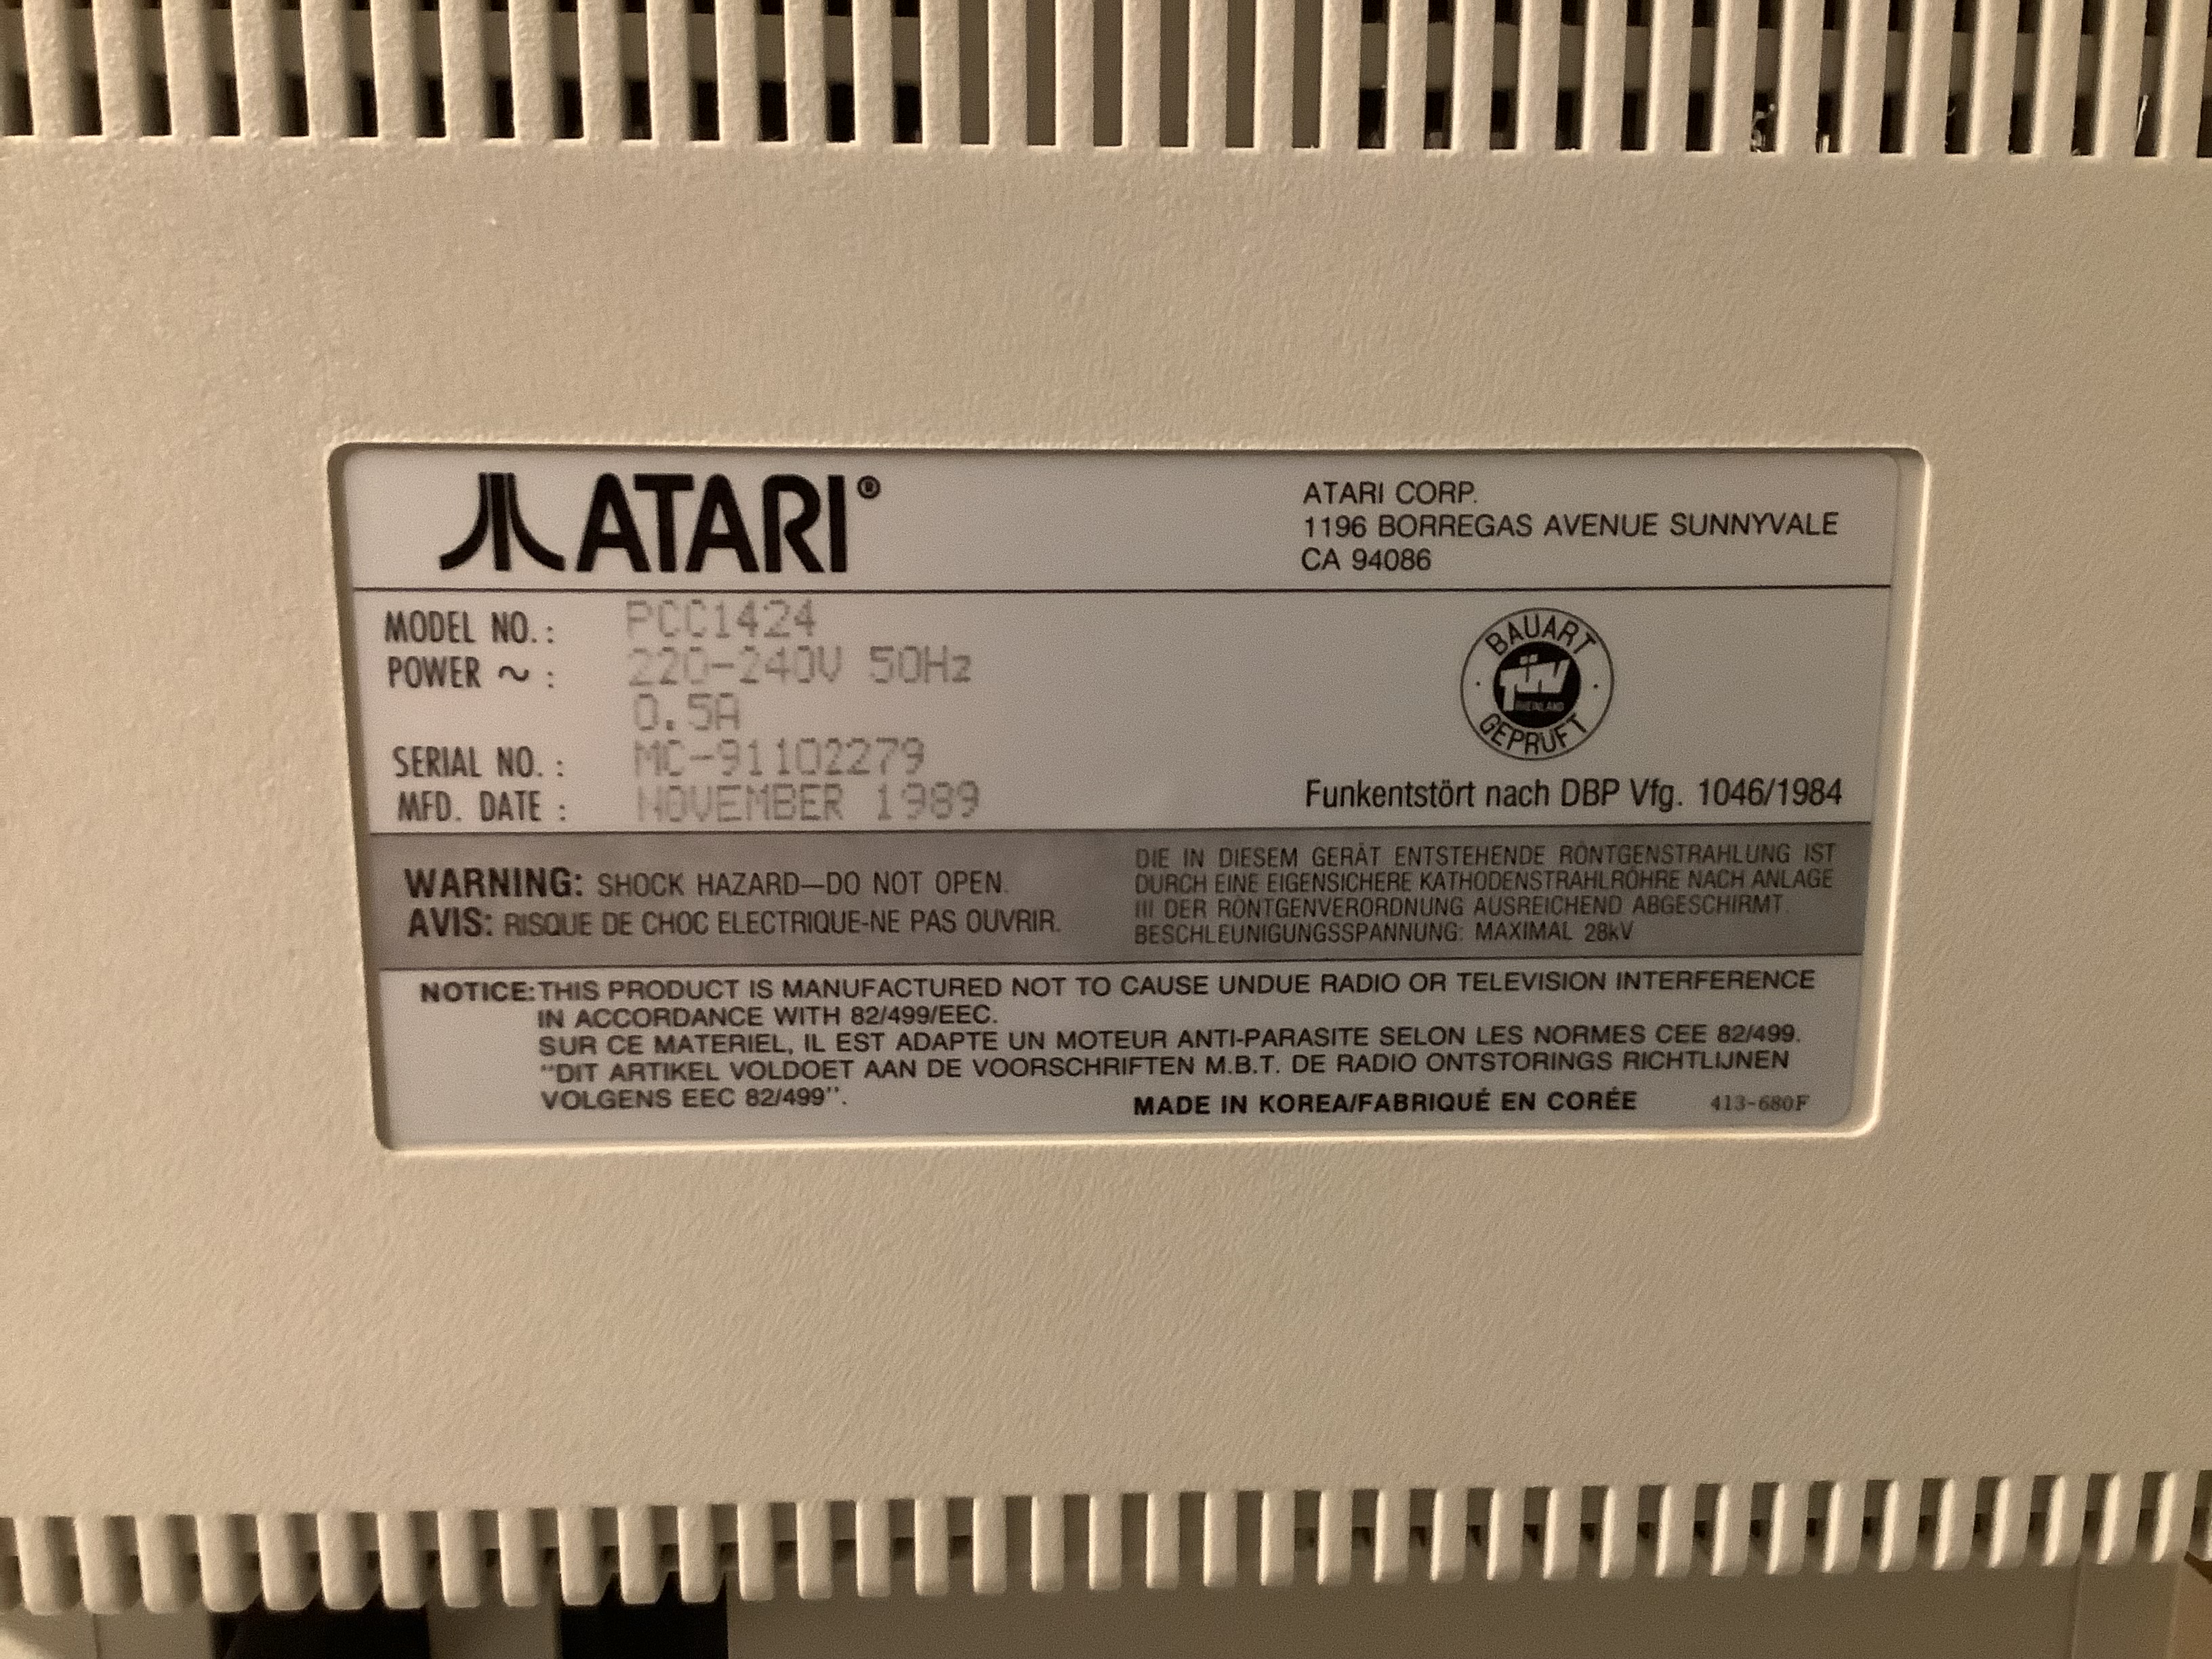 ATARI®
ATARI CORP.
1196 BORREGAS AVENUE SUNNYVALE
CA 94086
MODEL NO.: PCC1424
POWER ~ : 220-240V 50Hz
0.5A
SERIAL NO. : MC-91102279
MFD. DATE : NOVEMBER 1989
BAUART
TÜV
RHEINLAND
GEPRUFT
Funkentstört nach DBP Vfg. 1046/1984
WARNING: SHOCK HAZARD—DO NOT OPEN.
AVIS: RISQUE DE CHOC ELECTRIQUE-NE PAS OUVRIR.
DIE IN DIESEM GERÄT ENTSTEHENDE RÖNTGENSTRAHLUNG IST
DURCH EINE EIGENSICHERE KATHODENSTRAHLRÖHRE NACH ANLAGE
III DER RÖNTGENVERORDNUNG AUSREICHEND ABGESCHIRMT.
BESCHLEUNIGUNGSSPANNUNG: MAXIMAL 28kV
NOTICE: THIS PRODUCT IS MANUFACTURED NOT TO CAUSE UNDUE RADIO OR TELEVISION INTERFERENCE
IN ACCORDANCE WITH 82/499/EEC.
SUR CE MATERIEL, IL EST ADAPTE UN MOTEUR ANTI-PARASITE SELON LES NORMES CEE 82/499.
"DIT ARTIKEL VOLDOET AAN DE VOORSCHRIFTEN M.B.T. DE RADIO ONTSTORINGS RICHTLIJNEN
VOLGENS EEC 82/499".
MADE IN KOREA/FABRIQUÉ EN CORÉE 413-680F